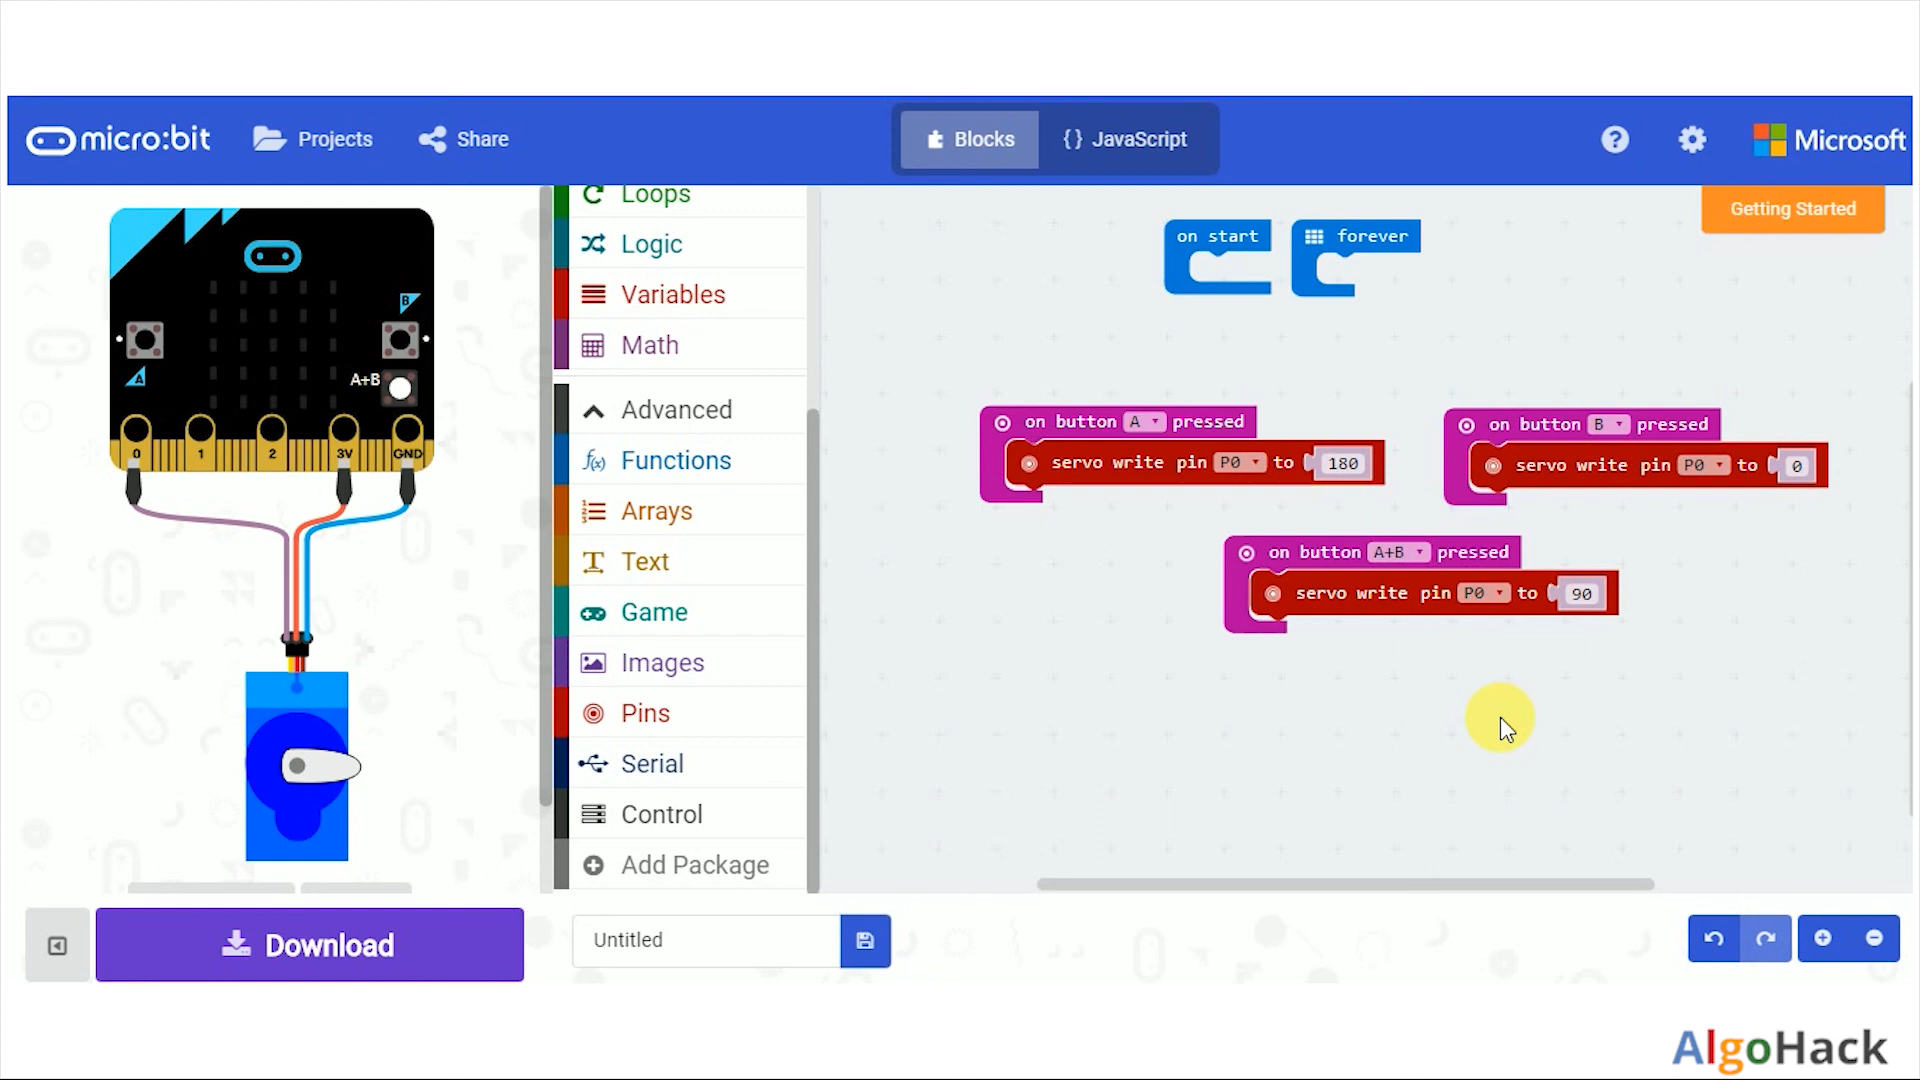 micro:bit Projects Share Blocks {} JavaScript ? Microsoft
Getting Started
B
A
A+B
0 1 2 3V GND
Loops
Logic
Variables
Math
Advanced
f(x) Functions
Arrays
Text
Game
Images
Pins
Serial
Control
Add Package
on start
forever
on button A pressed
servo write pin P0 to 180
on button B pressed
servo write pin P0 to 0
on button A+B pressed
servo write pin P0 to 90
Download
Untitled
AlgoHack